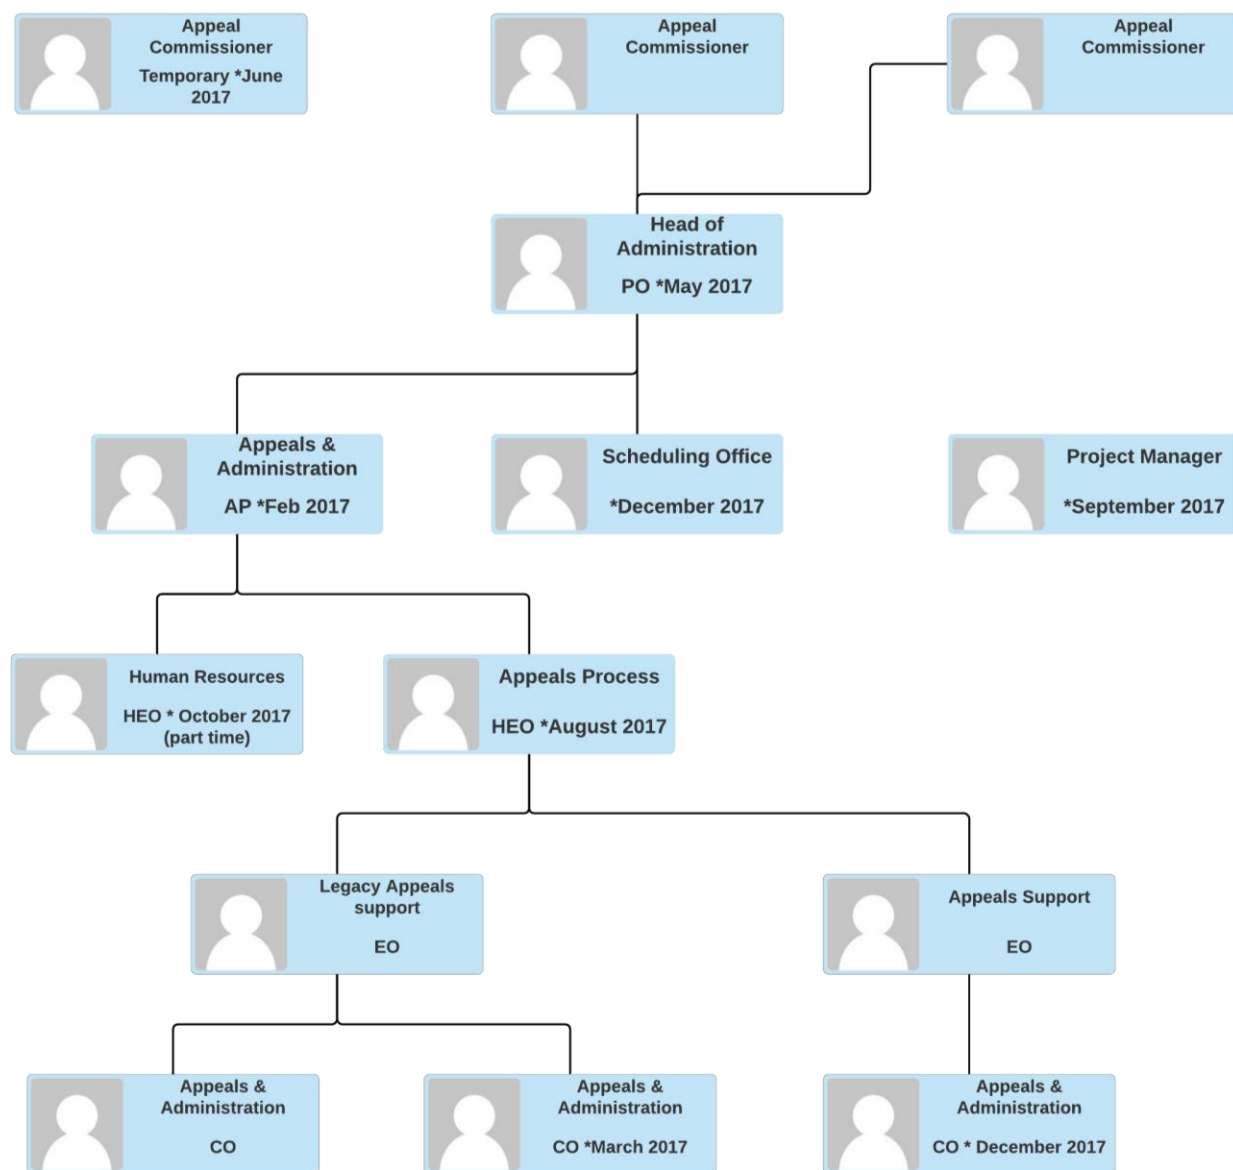 Appeal
Commissioner
Temporary *June
2017
Appeal
Commissioner
Appeal
Commissioner
Head of
Administration
PO *May 2017
Appeals &
Administration
AP *Feb 2017
Scheduling Office
*December 2017
Project Manager
*September 2017
Human Resources
HEO * October 2017
(part time)
Appeals Process
HEO *August 2017
Legacy Appeals
support
EO
Appeals Support
EO
Appeals &
Administration
CO
Appeals &
Administration
CO *March 2017
Appeals &
Administration
CO * December 2017